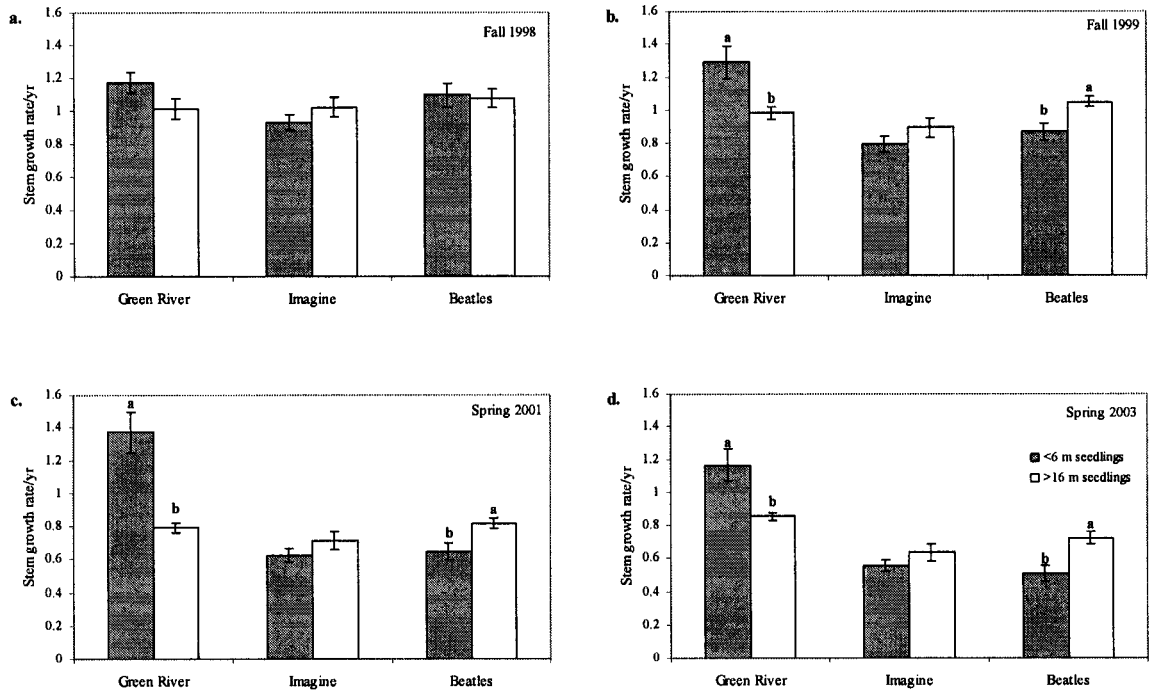 a.
Fall 1998
Stem growth rate/yr
1.6
1.4
1.2
1
0.8
0.6
0.4
0.2
0
Green River Imagine Beatles
b.
Fall 1999
Stem growth rate/yr
1.6
1.4
1.2
1
0.8
0.6
0.4
0.2
0
a
b
b
a
Green River Imagine Beatles
c.
Spring 2001
Stem growth rate/yr
1.6
1.4
1.2
1
0.8
0.6
0.4
0.2
0
a
b
b
a
Green River Imagine Beatles
d.
Spring 2003
Stem growth rate/yr
1.6
1.4
1.2
1
0.8
0.6
0.4
0.2
0
a
b
b
a
<6 m seedlings
>16 m seedlings
Green River Imagine Beatles